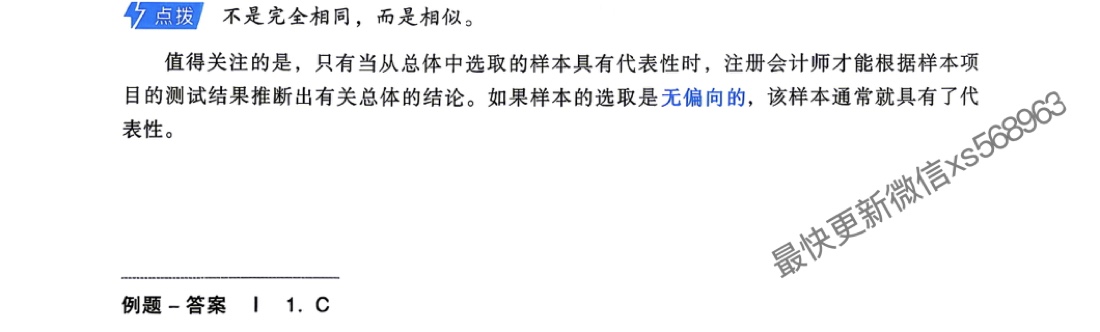 点拨 不是完全相同，而是相似。
值得关注的是，只有当从总体中选取的样本具有代表性时，注册会计师才能根据样本项
目的测试结果推断出有关总体的结论。如果样本的选取是无偏向的，该样本通常就具有了代
表性。
最快更新微信xs568963
例题－答案 | 1. C